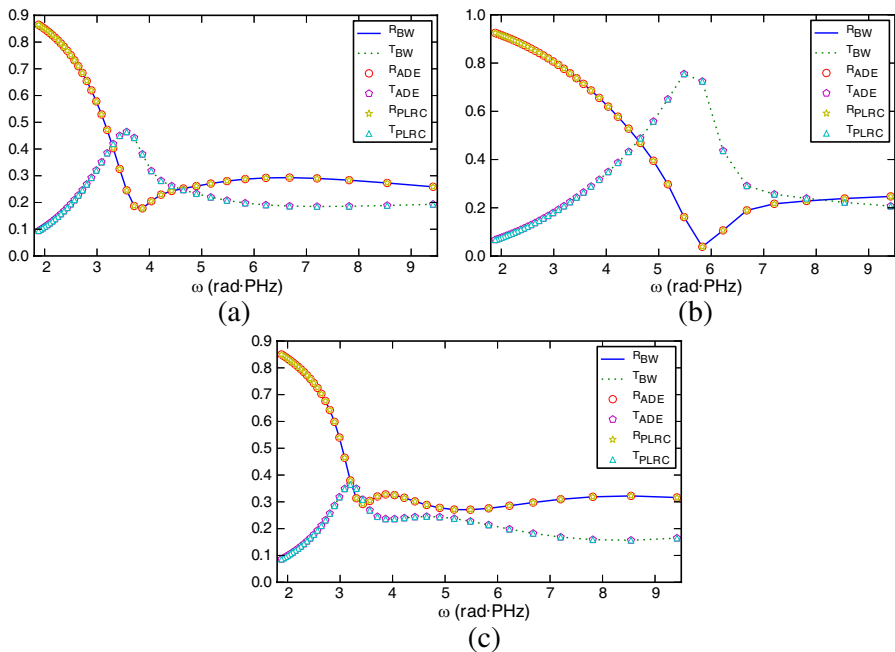 0.9
0.8
0.7
0.6
0.5
0.4
0.3
0.2
0.1
0.0
2 3 4 5 6 7 8 9
ω (rad·PHz)
R_BW
T_BW
R_ADE
T_ADE
R_PLRC
T_PLRC
(a)
1.0
0.8
0.6
0.4
0.2
0.0
2 3 4 5 6 7 8 9
ω (rad·PHz)
R_BW
T_BW
R_ADE
T_ADE
R_PLRC
T_PLRC
(b)
0.9
0.8
0.7
0.6
0.5
0.4
0.3
0.2
0.1
0.0
2 3 4 5 6 7 8 9
ω (rad·PHz)
R_BW
T_BW
R_ADE
T_ADE
R_PLRC
T_PLRC
(c)